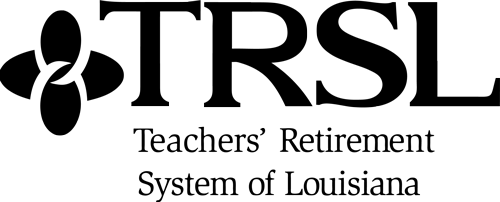 TRSL
Teachers’ Retirement
System of Louisiana